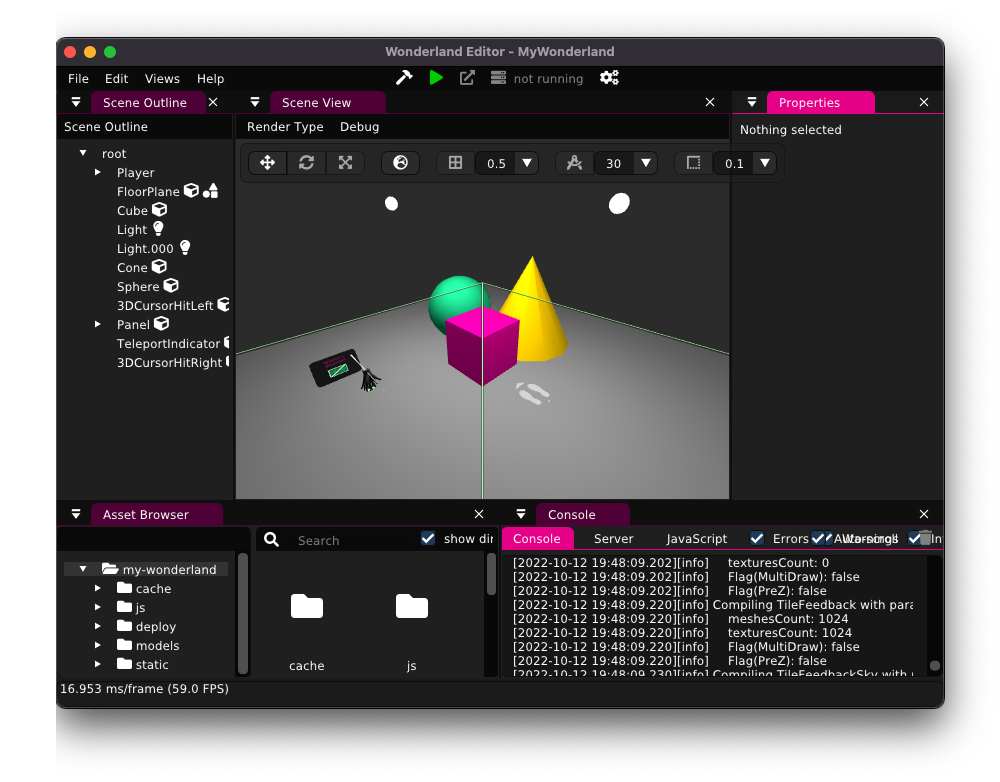 Wonderland Editor - MyWonderland
File Edit Views Help not running
Scene Outline
Scene View
Properties
Scene Outline
Render Type Debug
Nothing selected
0.5 30 0.1
root
Player
FloorPlane
Cube
Light
Light.000
Cone
Sphere
3DCursorHitLeft
Panel
TeleportIndicator
3DCursorHitRight
Asset Browser
Search show dir
my-wonderland
cache
js
deploy
models
static
cache js
Console
Console Server JavaScript Errors
[2022-10-12 19:48:09.202][info] texturesCount: 0
[2022-10-12 19:48:09.202][info] Flag(MultiDraw): false
[2022-10-12 19:48:09.202][info] Flag(PreZ): false
[2022-10-12 19:48:09.220][info] Compiling TileFeedback with para
[2022-10-12 19:48:09.220][info] meshesCount: 1024
[2022-10-12 19:48:09.220][info] texturesCount: 1024
[2022-10-12 19:48:09.220][info] Flag(MultiDraw): false
[2022-10-12 19:48:09.220][info] Flag(PreZ): false
[2022-10-12 19:48:09.230][info] Compiling TileFeedbackSky with
16.953 ms/frame (59.0 FPS)